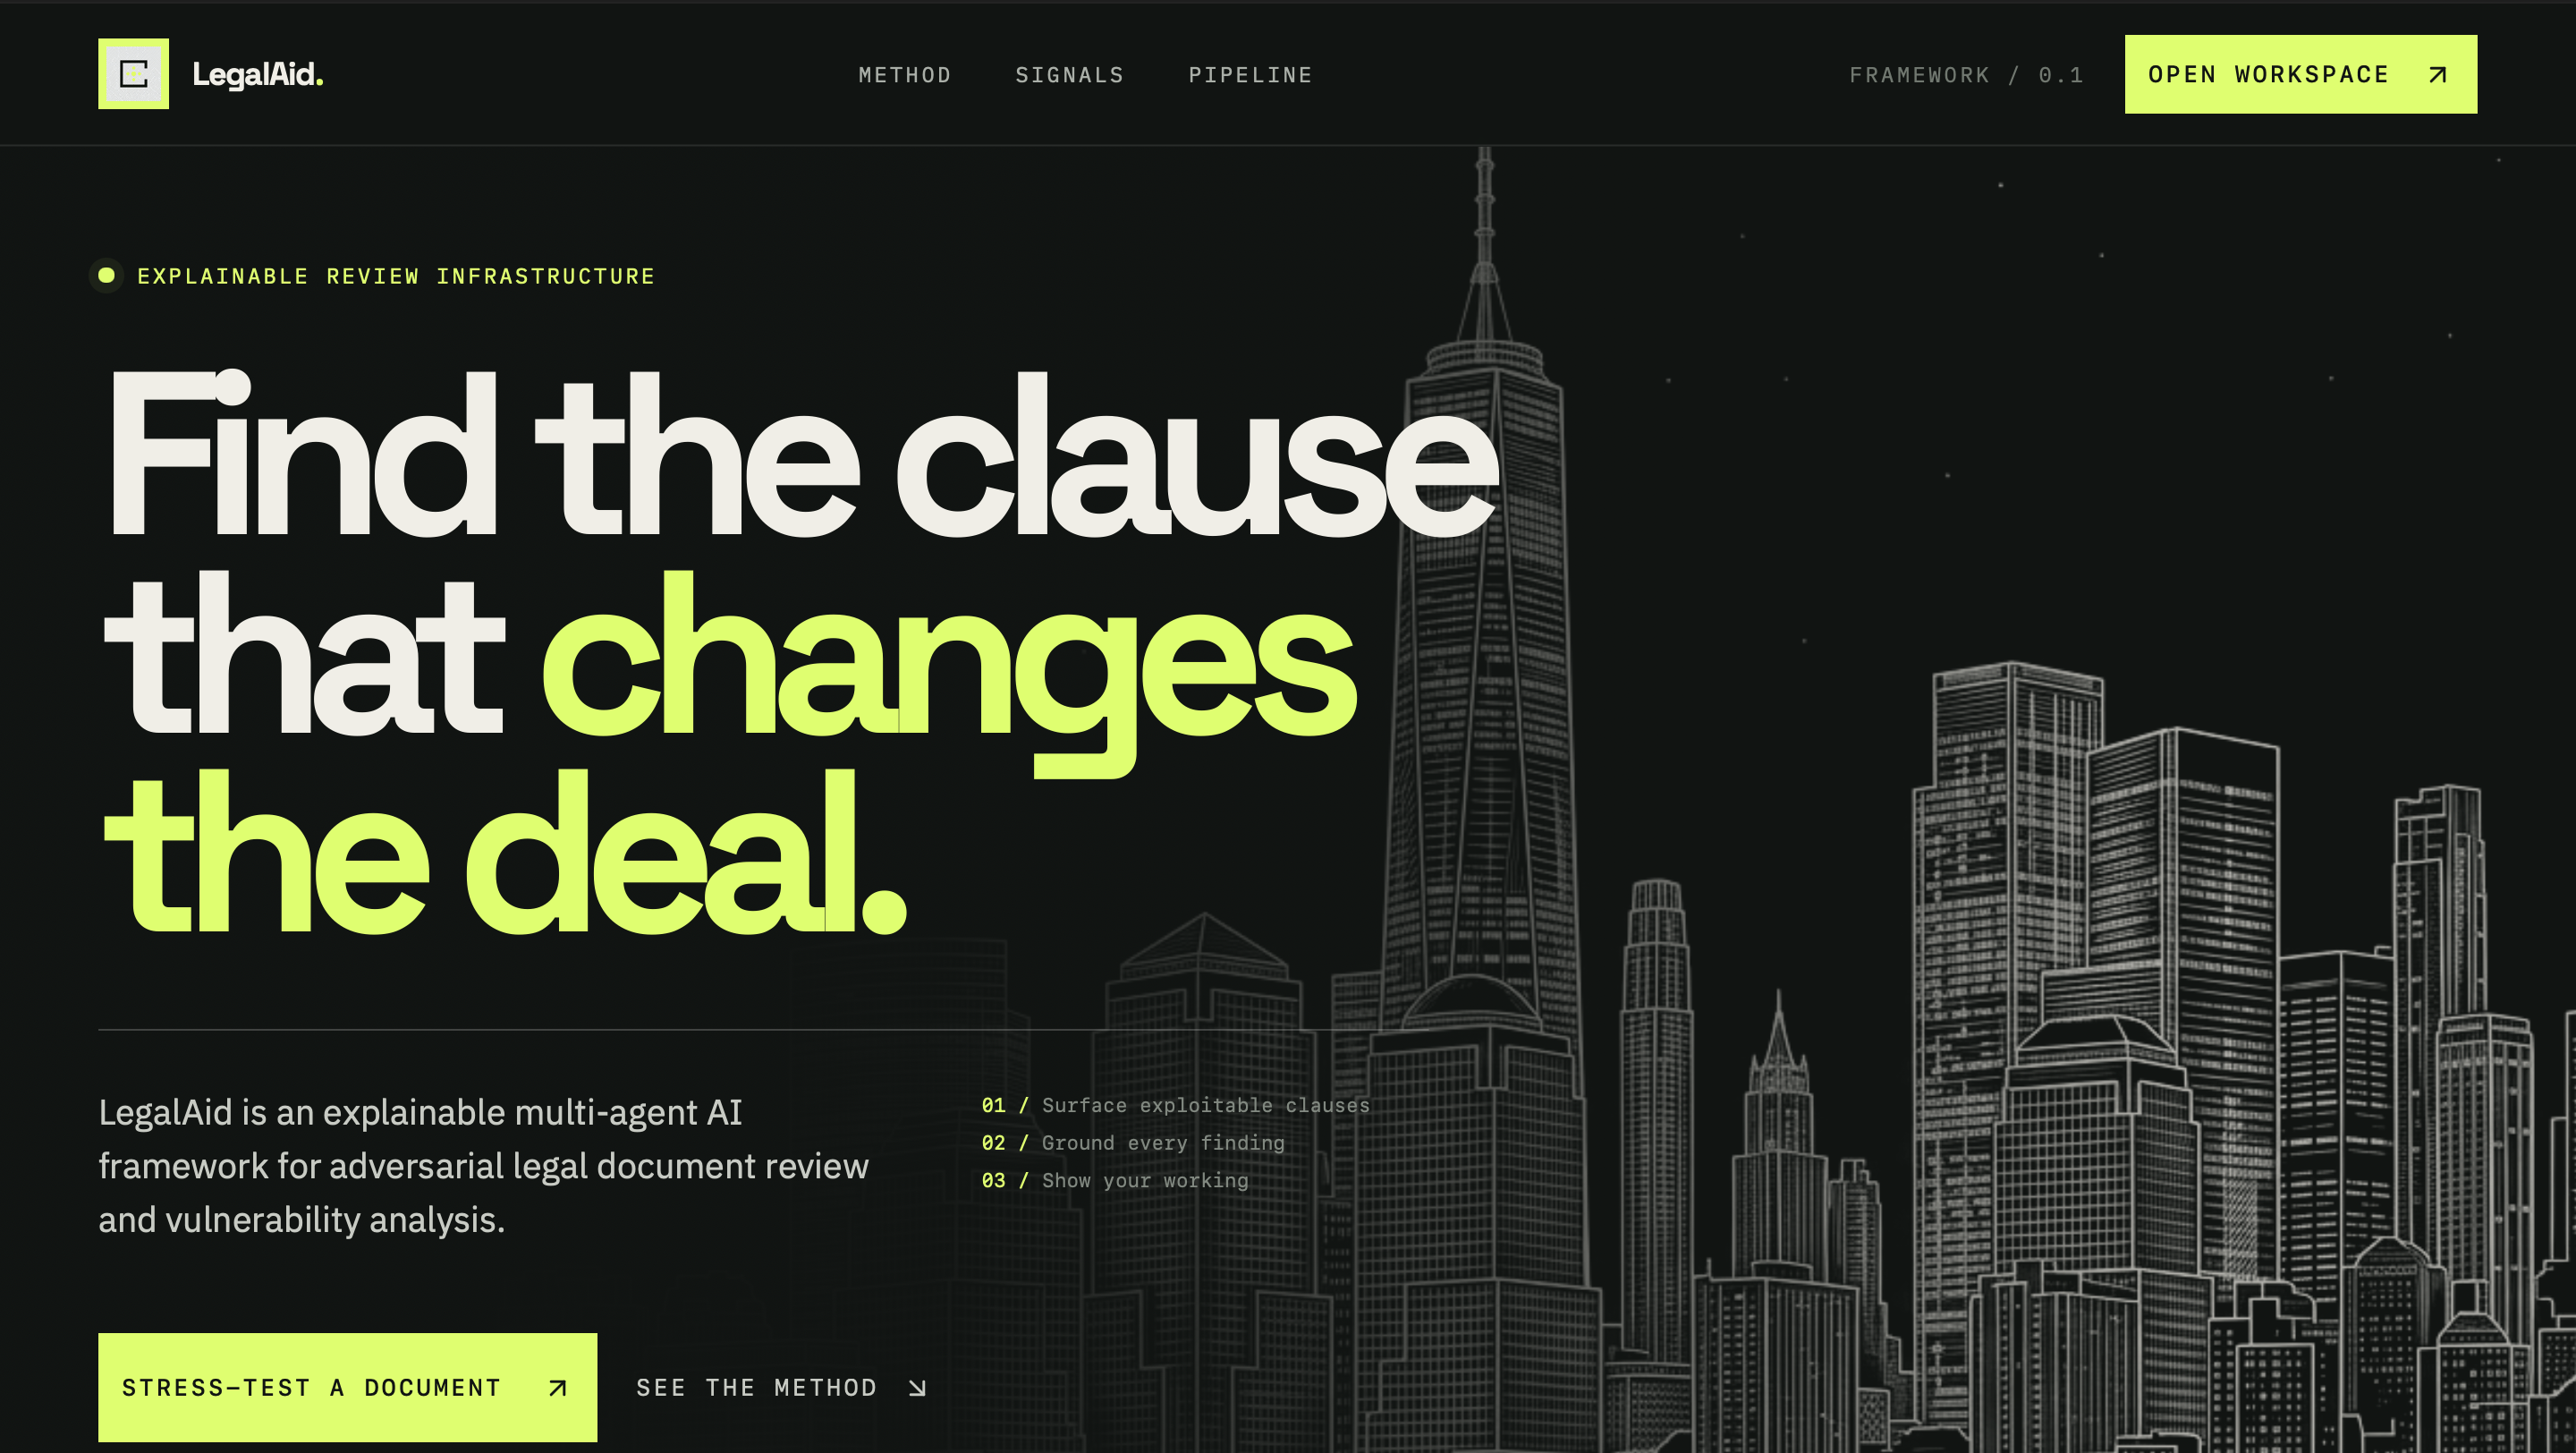 LegalAid.
METHOD SIGNALS PIPELINE
FRAMEWORK / 0.1
OPEN WORKSPACE ↗
EXPLAINABLE REVIEW INFRASTRUCTURE
Find the clause
that changes
the deal.
LegalAid is an explainable multi-agent AI
framework for adversarial legal document review
and vulnerability analysis.
01 / Surface exploitable clauses
02 / Ground every finding
03 / Show your working
STRESS-TEST A DOCUMENT ↗
SEE THE METHOD ↘